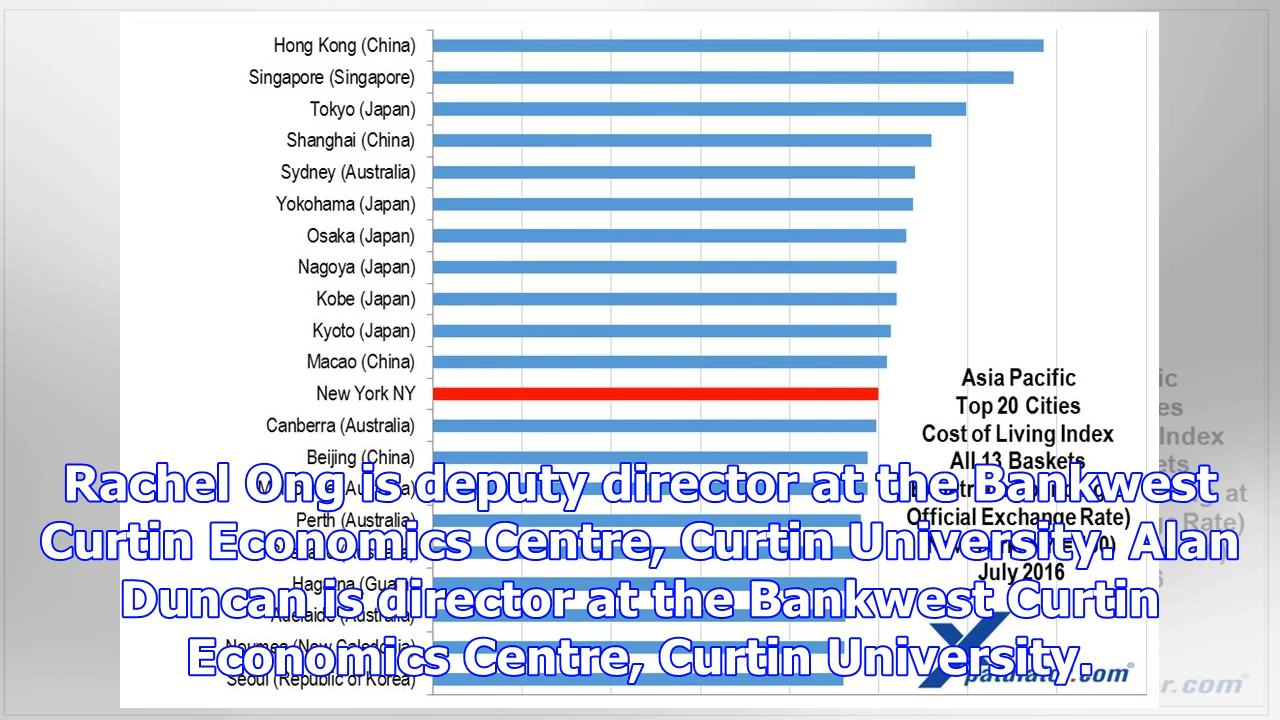 Hong Kong (China)
Singapore (Singapore)
Tokyo (Japan)
Shanghai (China)
Sydney (Australia)
Yokohama (Japan)
Osaka (Japan)
Nagoya (Japan)
Kobe (Japan)
Kyoto (Japan)
Macao (China)
New York NY
Canberra (Australia)
Beijing (China)
Perth (Australia)
Adelaide (Australia)
Seoul (Republic of Korea)
Asia Pacific
Top 20 Cities
Cost of Living Index
All 13 Baskets
Official Exchange Rate)
July 2016
Rachel Ong is deputy director at the Bankwest
Curtin Economics Centre, Curtin University. Alan
Duncan is director at the Bankwest Curtin
Economics Centre, Curtin University.